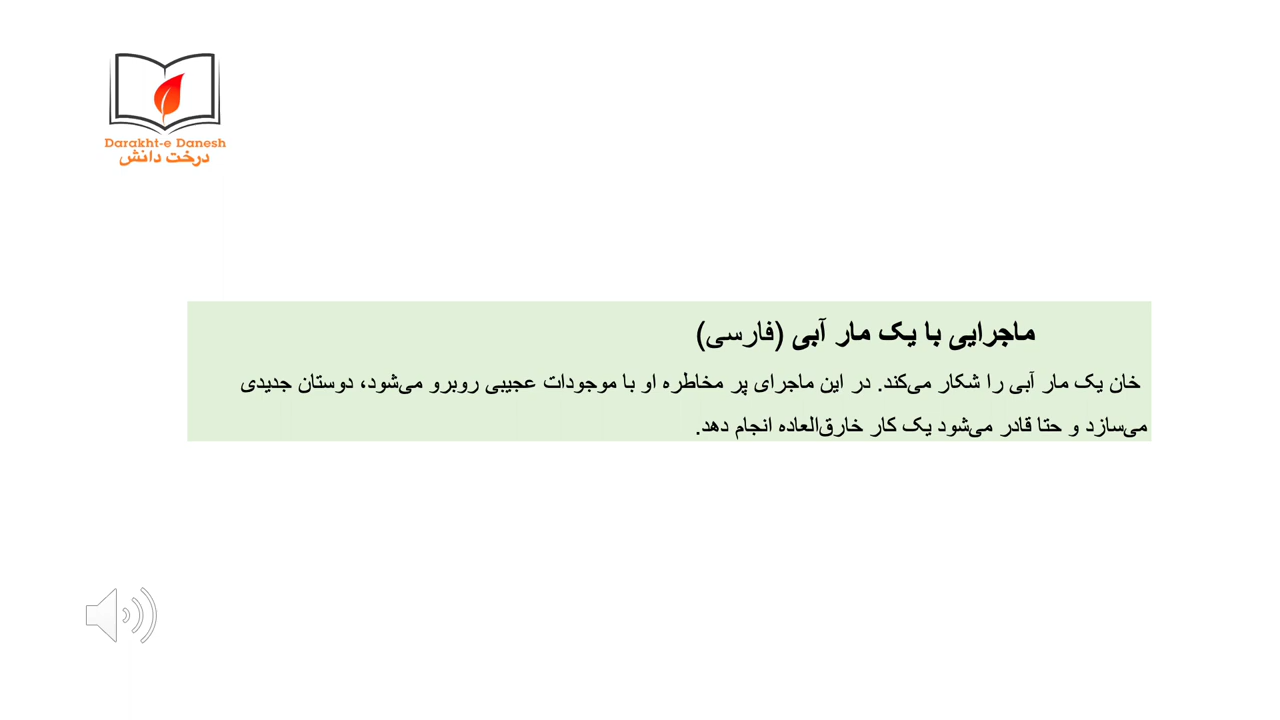 Darakht-e Danesh
درخت دانش
ماجرایی با یک مار آبی (فارسی)
خان یک مار آبی را شکار می‌کند. در این ماجرای پر مخاطره او با موجودات عجیبی روبرو می‌شود، دوستان جدیدی
می‌سازد و حتا قادر می‌شود یک کار خارق‌العاده انجام دهد.